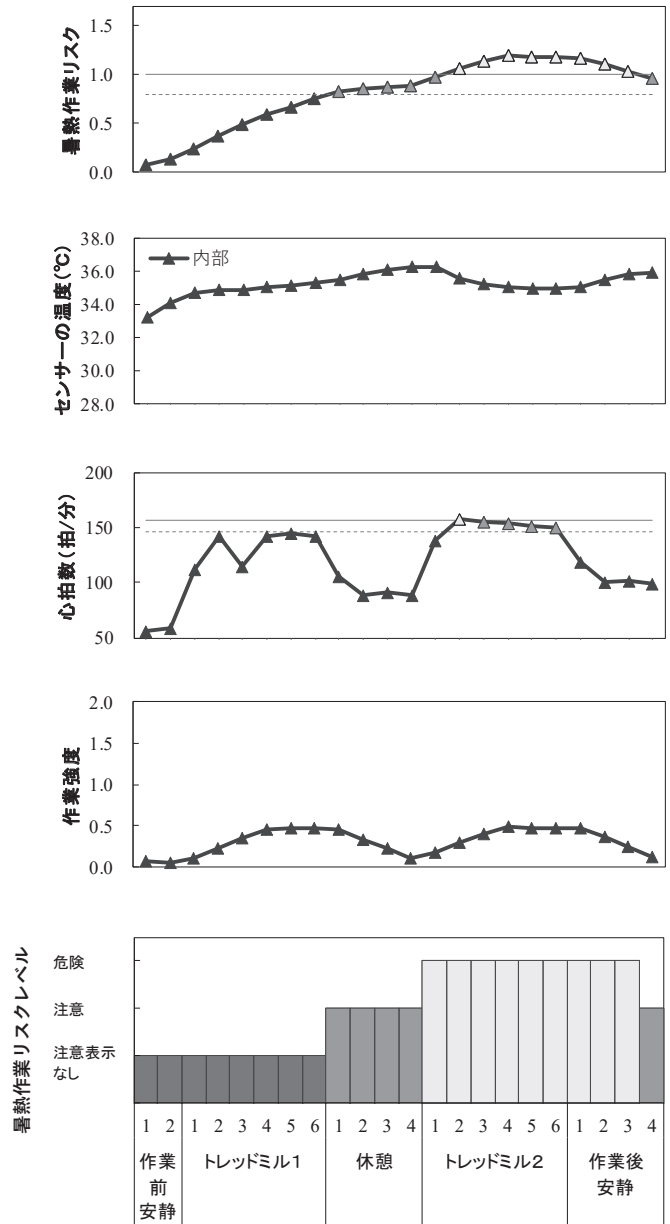 暑熱作業リスク
1.5
1.0
0.5
0.0
センサーの温度(℃)
38.0
36.0
34.0
32.0
30.0
28.0
内部
心拍数(拍/分)
200
150
100
50
作業強度
2.0
1.5
1.0
0.5
0.0
暑熱作業リスクレベル
危険
注意
注意表示
なし
1 2 1 2 3 4 5 6 1 2 3 4 1 2 3 4 5 6 1 2 3 4
作業
前
安静
トレッドミル1
休憩
トレッドミル2
作業後
安静